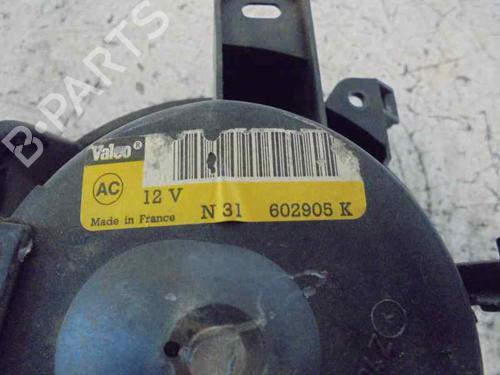 B-PARTS
Valeo®
AC
12 V
Made in France
N 31 602905 K